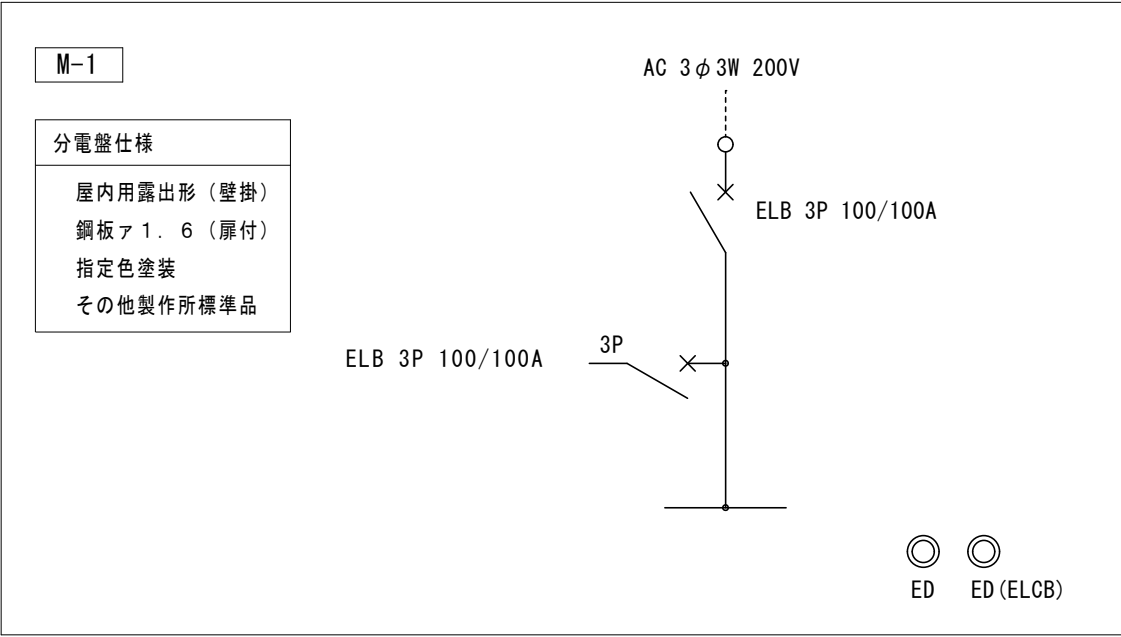 M-1
AC 3φ3W 200V
分電盤仕様
屋内用露出形(壁掛)
鋼板ァ1.6(扉付)
指定色塗装
その他製作所標準品
ELB 3P 100/100A
ELB 3P 100/100A
3P
ED
ED(ELCB)